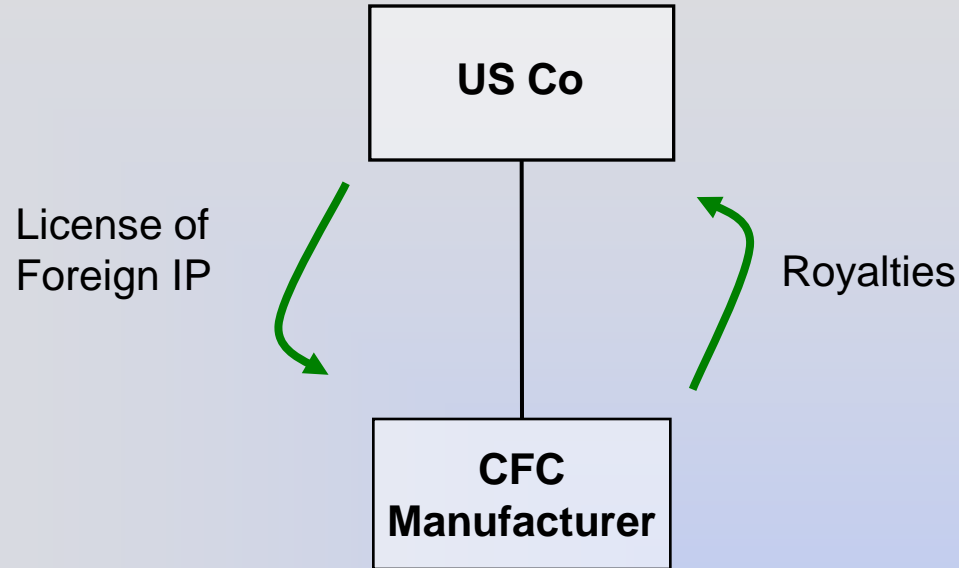 US Co
License of
Foreign IP
Royalties
CFC
Manufacturer